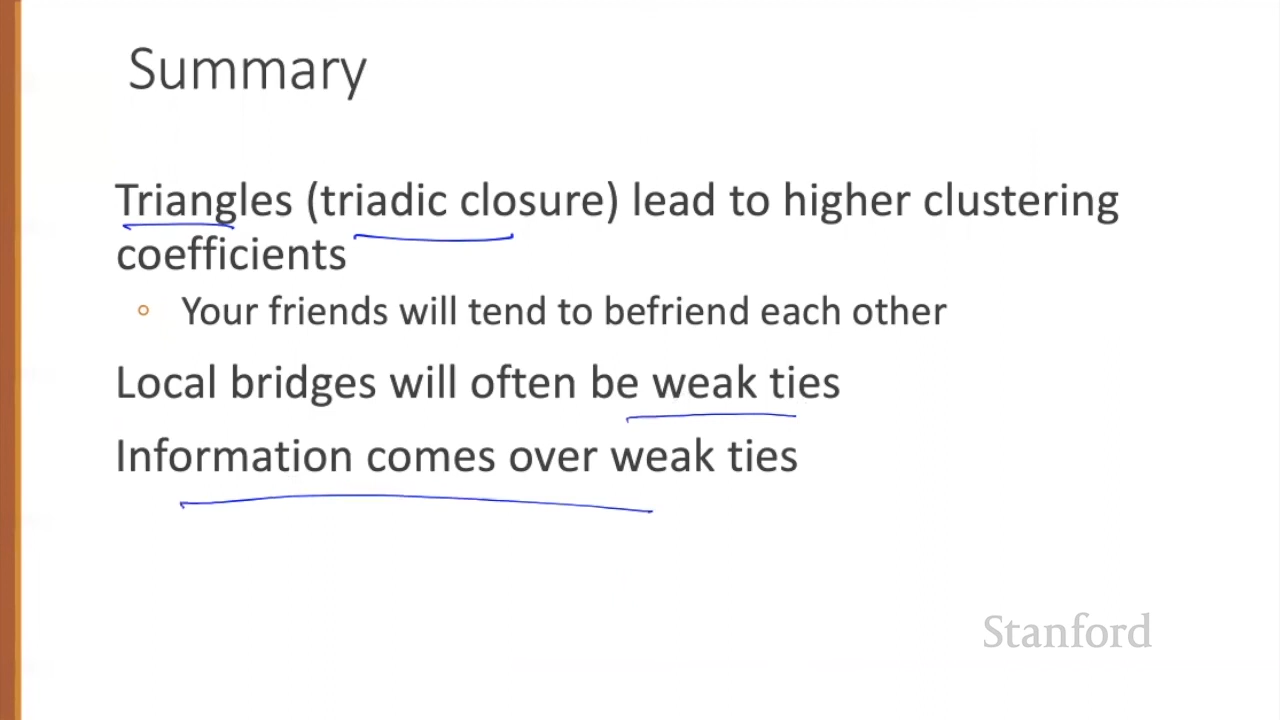 Summary
Triangles (triadic closure) lead to higher clustering
coefficients
◦ Your friends will tend to befriend each other
Local bridges will often be weak ties
Information comes over weak ties
Stanford